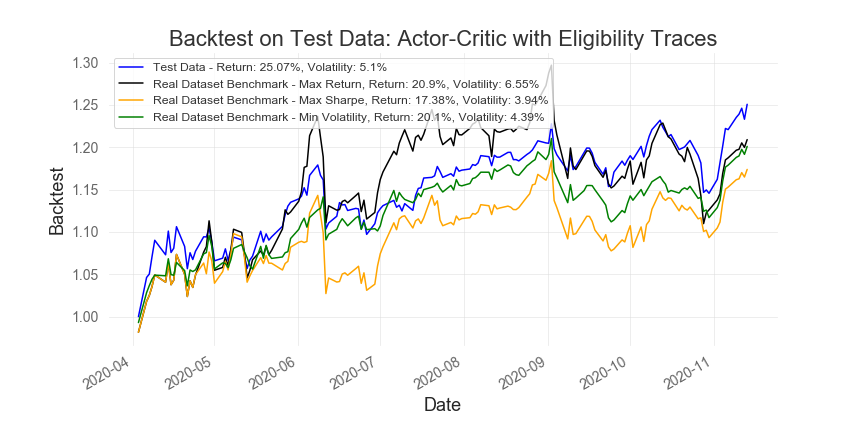 Backtest on Test Data: Actor-Critic with Eligibility Traces
Test Data - Return: 25.07%, Volatility: 5.1%
Real Dataset Benchmark - Max Return, Return: 20.9%, Volatility: 6.55%
Real Dataset Benchmark - Max Sharpe, Return: 17.38%, Volatility: 3.94%
Real Dataset Benchmark - Min Volatility, Return: 20.1%, Volatility: 4.39%
Backtest
1.30
1.25
1.20
1.15
1.10
1.05
1.00
2020-04
2020-05
2020-06
2020-07
2020-08
2020-09
2020-10
2020-11
Date